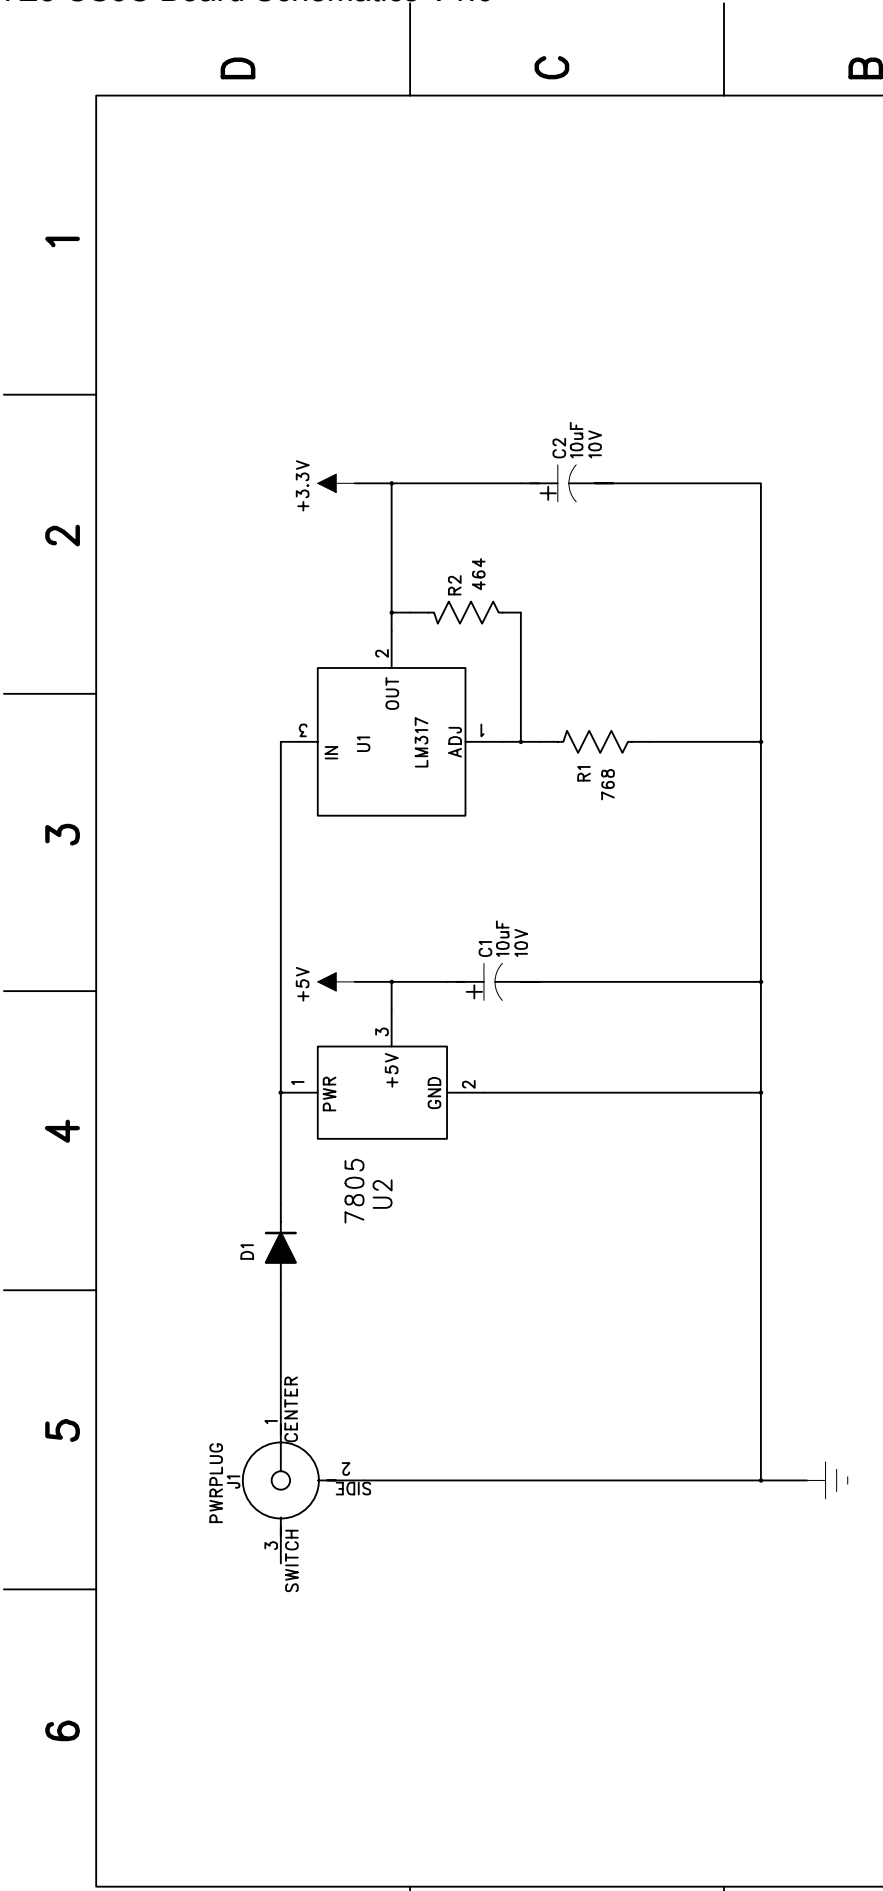 D
C
B
1
2
3
4
5
6
+3.3V
C2
10uF
10V
+
R2
464
2
OUT
3
IN
U1
LM317
ADJ
1
R1
768
+5V
C1
10uF
10V
+
3
1
PWR
+5V
GND
2
7805
U2
D1
PWRPLUG
J1
1
CENTER
2
SIDE
3
SWITCH